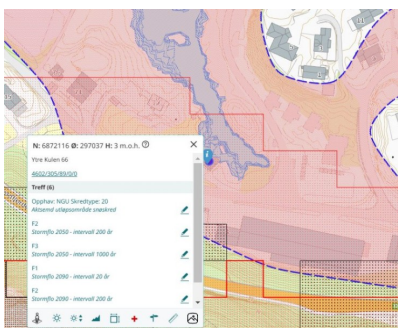 N: 6872116 Ø: 297037 H: 3 m.o.h.
Ytre Kulen 66
4602/305/89/0/0
Treff (6)
Opphav: NGU Skredtype: 20
Aktsemd utløpsområde snøskred
F2
Stormflo 2050 - intervall 200 år
F3
Stormflo 2050 - intervall 1000 år
F1
Stormflo 2090 - intervall 20 år
F2
Stormflo 2090 - intervall 200 år